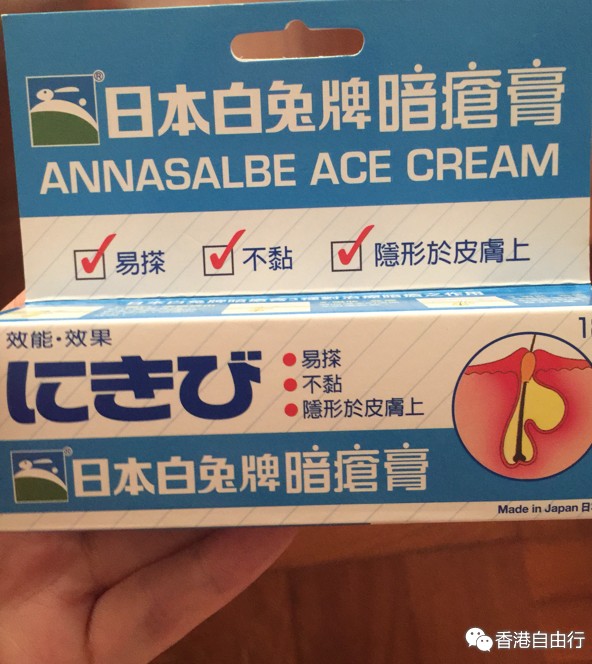 日本白兔牌暗瘡膏®
ANNASALBE ACE CREAM
易搽 不黏 隱形於皮膚上
效能·效果
にきび
易搽
不黏
隱形於皮膚上
日本白兔牌暗瘡膏
Made in Japan 日
香港自由行